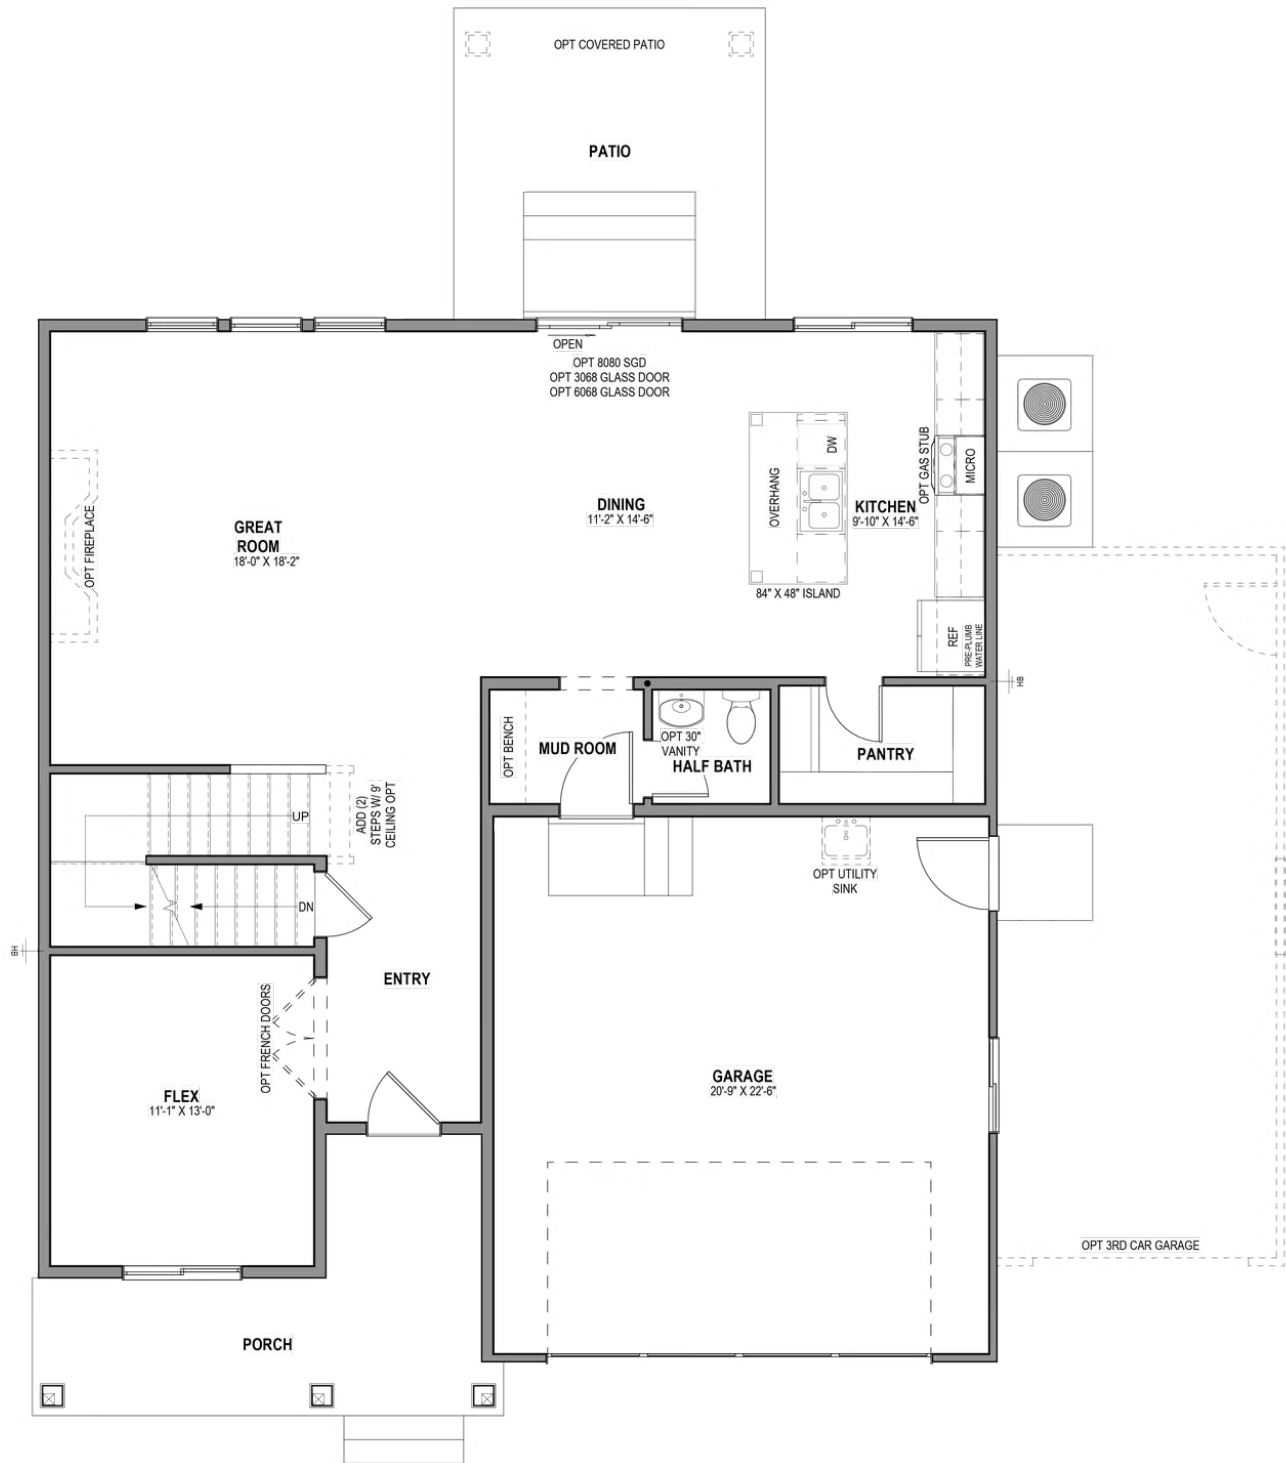 OPT COVERED PATIO
PATIO
OPEN
OPT 8080 SGD
OPT 3068 GLASS DOOR
OPT 6068 GLASS DOOR
OPT FIREPLACE
GREAT
ROOM
18'-0" X 18'-2"
DINING
11'-2" X 14'-6"
OVERHANG
DW
84" X 48" ISLAND
KITCHEN
9'-10" X 14'-6"
OPT GAS STUB
MICRO
REF
PRE-PLUMB
WATER LINE
HB
OPT BENCH
MUD ROOM
OPT 30"
VANITY
HALF BATH
PANTRY
UP
ADD (2)
STEPS W/ 9'
CEILING OPT
DN
HB
OPT UTILITY
SINK
ENTRY
OPT FRENCH DOORS
FLEX
11'-1" X 13'-0"
GARAGE
20'-9" X 22'-6"
OPT 3RD CAR GARAGE
PORCH